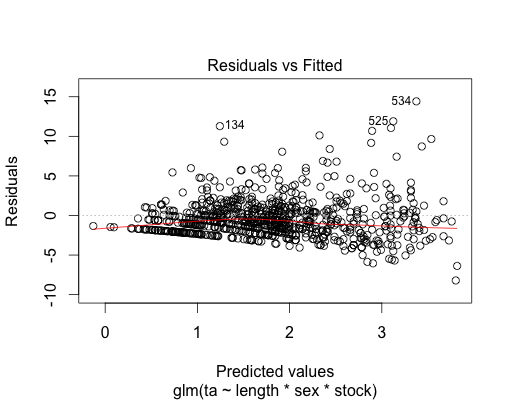 Residuals vs Fitted
Residuals
15
10
5
0
-5
-10
534
525
134
0 1 2 3
Predicted values
glm(ta ~ length * sex * stock)